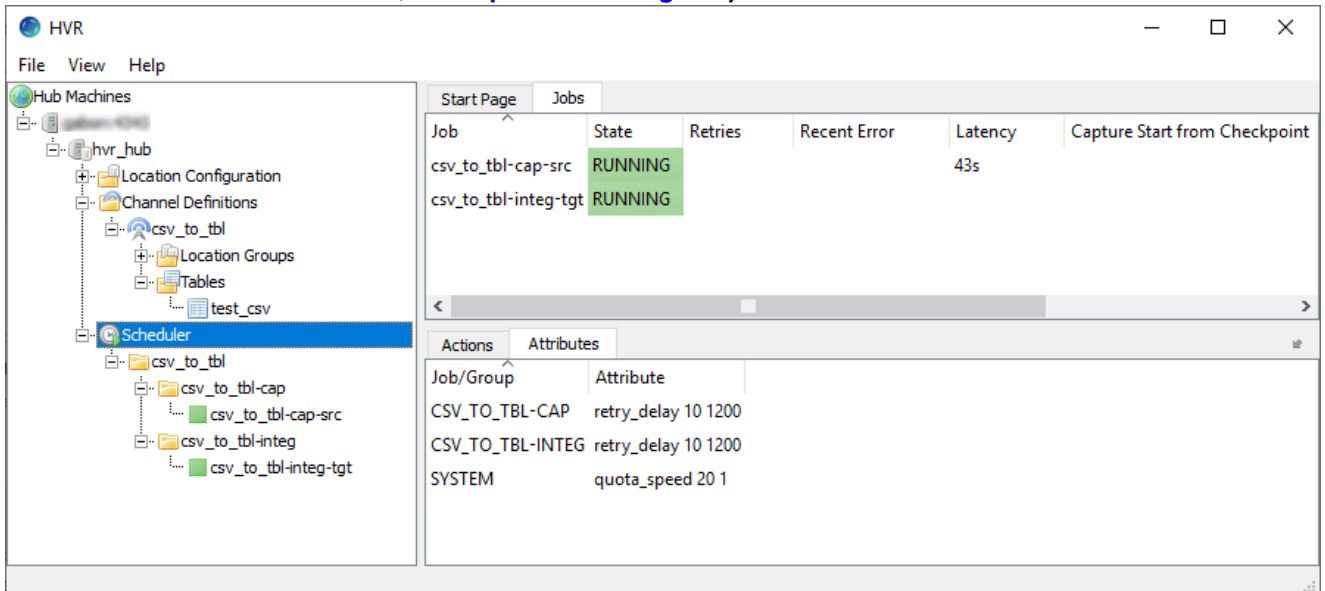 HVR
File View Help
Hub Machines
hvr_hub
Location Configuration
Channel Definitions
csv_to_tbl
Location Groups
Tables
test_csv
Scheduler
csv_to_tbl
csv_to_tbl-cap
csv_to_tbl-cap-src
csv_to_tbl-integ
csv_to_tbl-integ-tgt
Start Page Jobs
Job State Retries Recent Error Latency Capture Start from Checkpoint
csv_to_tbl-cap-src RUNNING 43s
csv_to_tbl-integ-tgt RUNNING
Actions Attributes
Job/Group Attribute
CSV_TO_TBL-CAP retry_delay 10 1200
CSV_TO_TBL-INTEG retry_delay 10 1200
SYSTEM quota_speed 20 1